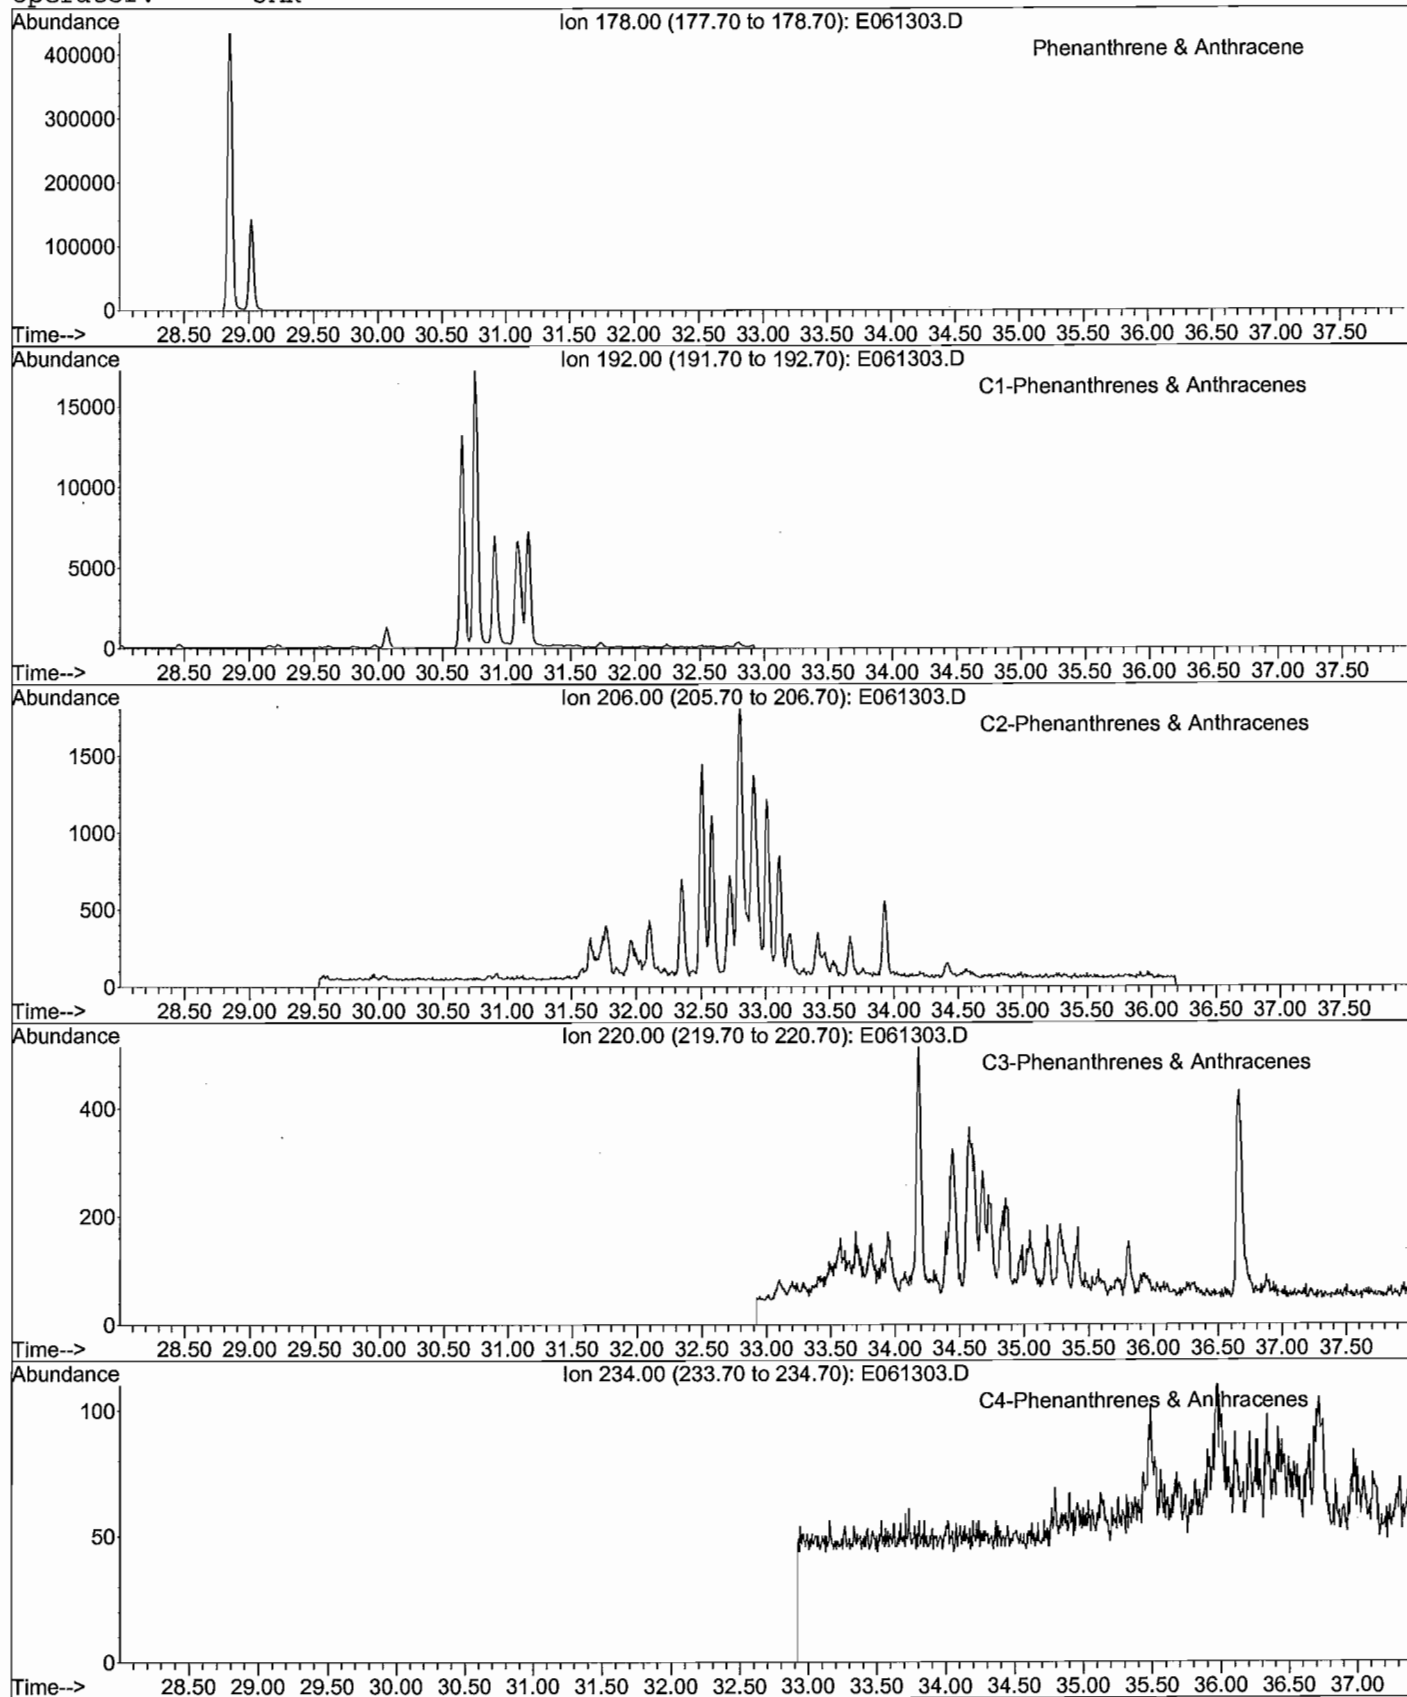 Abundance Ion 178.00 (177.70 to 178.70): E061303.D
Phenanthrene & Anthracene
400000
300000
200000
100000
0
Time--> 28.50 29.00 29.50 30.00 30.50 31.00 31.50 32.00 32.50 33.00 33.50 34.00 34.50 35.00 35.50 36.00 36.50 37.00 37.50
Abundance Ion 192.00 (191.70 to 192.70): E061303.D
C1-Phenanthrenes & Anthracenes
15000
10000
5000
0
Time--> 28.50 29.00 29.50 30.00 30.50 31.00 31.50 32.00 32.50 33.00 33.50 34.00 34.50 35.00 35.50 36.00 36.50 37.00 37.50
Abundance Ion 206.00 (205.70 to 206.70): E061303.D
C2-Phenanthrenes & Anthracenes
1500
1000
500
0
Time--> 28.50 29.00 29.50 30.00 30.50 31.00 31.50 32.00 32.50 33.00 33.50 34.00 34.50 35.00 35.50 36.00 36.50 37.00 37.50
Abundance Ion 220.00 (219.70 to 220.70): E061303.D
C3-Phenanthrenes & Anthracenes
400
200
0
Time--> 28.50 29.00 29.50 30.00 30.50 31.00 31.50 32.00 32.50 33.00 33.50 34.00 34.50 35.00 35.50 36.00 36.50 37.00 37.50
Abundance Ion 234.00 (233.70 to 234.70): E061303.D
C4-Phenanthrenes & Anthracenes
100
50
0
Time--> 28.50 29.00 29.50 30.00 30.50 31.00 31.50 32.00 32.50 33.00 33.50 34.00 34.50 35.00 35.50 36.00 36.50 37.00